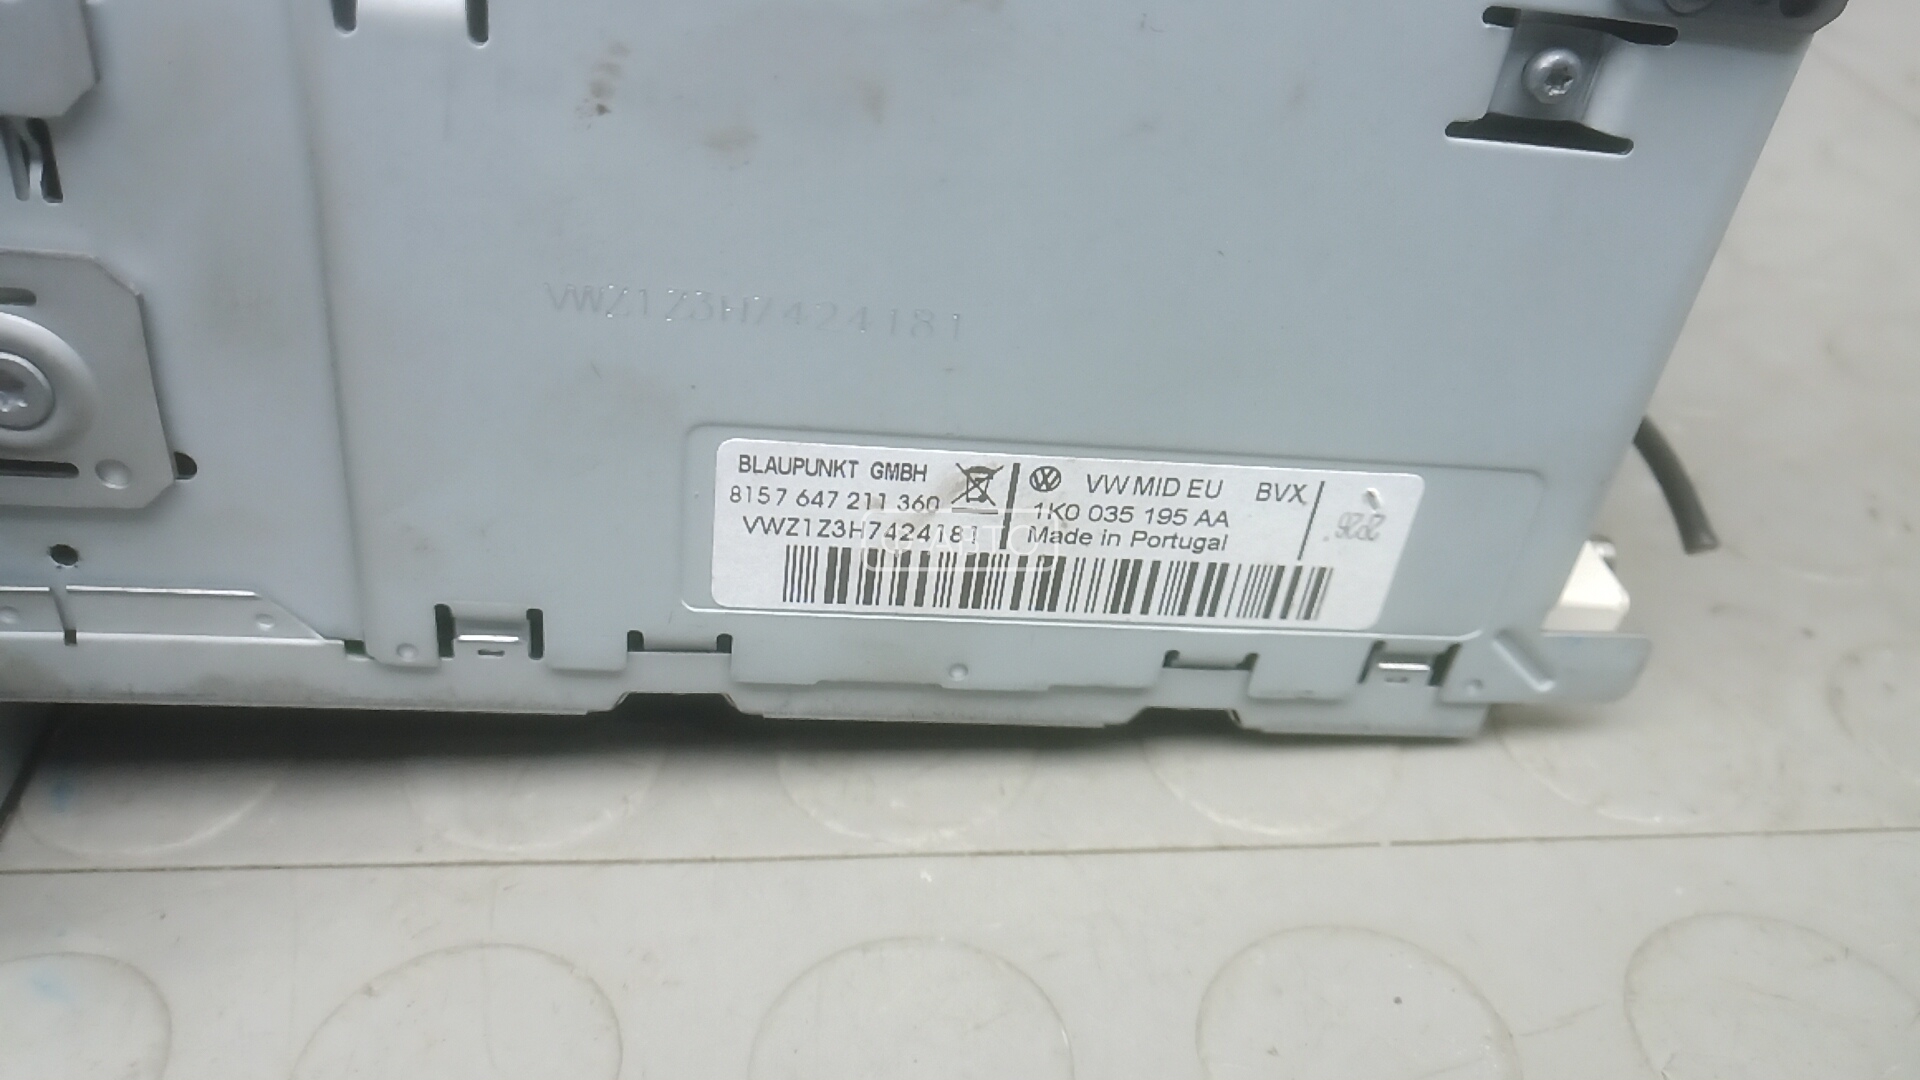 VWZ1Z3H7424181
BLAUPUNKT GMBH
8157 647 211 360
VWZ1Z3H7424181
VW MID EU BVX
1K0 035 195 AA
Made in Portugal